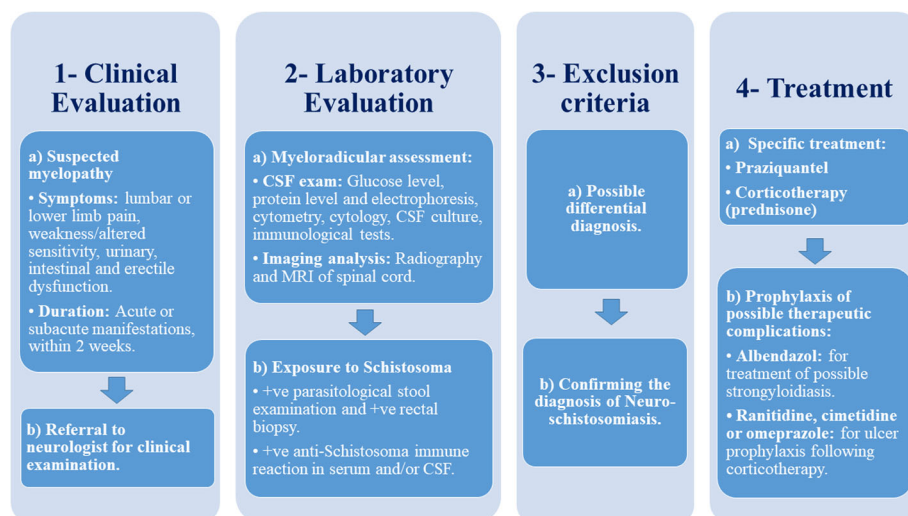 1- Clinical
Evaluation
a) Suspected
myelopathy
• Symptoms: lumbar or
lower limb pain,
weakness/altered
sensitivity, urinary,
intestinal and erectile
dysfunction.
• Duration: Acute or
subacute manifestations,
within 2 weeks.
b) Referral to
neurologist for clinical
examination.
2- Laboratory
Evaluation
a) Myeloradicular assessment:
• CSF exam: Glucose level,
protein level and electrophoresis,
cytometry, cytology, CSF culture,
immunological tests.
• Imaging analysis: Radiography
and MRI of spinal cord.
b) Exposure to Schistosoma
• +ve parasitological stool
examination and +ve rectal
biopsy.
• +ve anti-Schistosoma immune
reaction in serum and/or CSF.
3- Exclusion
criteria
a) Possible
differential
diagnosis.
b) Confirming the
diagnosis of Neuro-
schistosomiasis.
4- Treatment
a) Specific treatment:
• Praziquantel
• Corticotherapy
(prednisone)
b) Prophylaxis of
possible therapeutic
complications:
• Albendazol: for
treatment of possible
strongyloidiasis.
• Ranitidine, cimetidine
or omeprazole: for ulcer
prophylaxis following
corticotherapy.